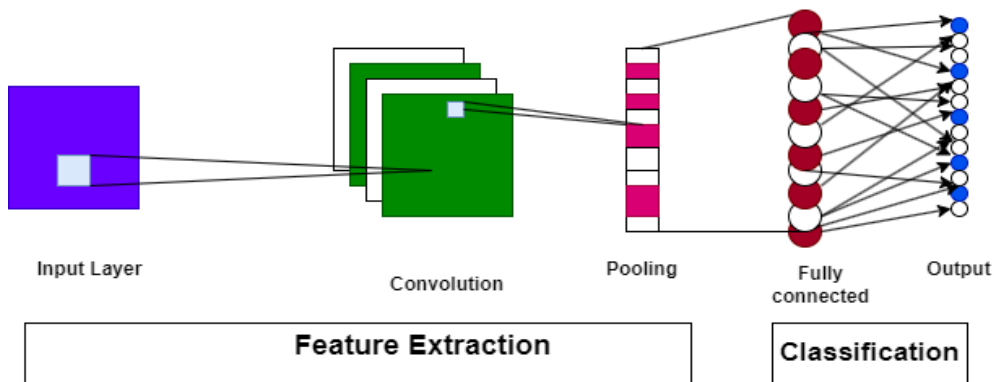 Input Layer
Convolution
Pooling
Fully
connected
Output
Feature Extraction
Classification